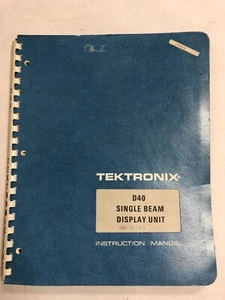 TEKTRONIX®
D40
SINGLE BEAM
DISPLAY UNIT
INSTRUCTION MANUAL